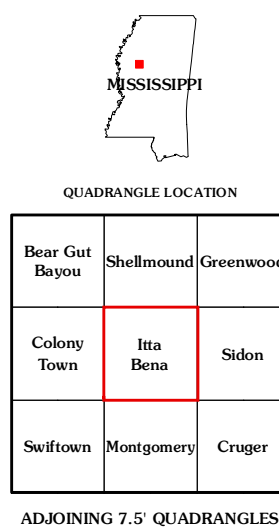 MISSISSIPPI
QUADRANGLE LOCATION
Bear Gut
Bayou
Shellmound
Greenwood
Colony
Town
Itta
Bena
Sidon
Swiftown
Montgomery
Cruger
ADJOINING 7.5' QUADRANGLES